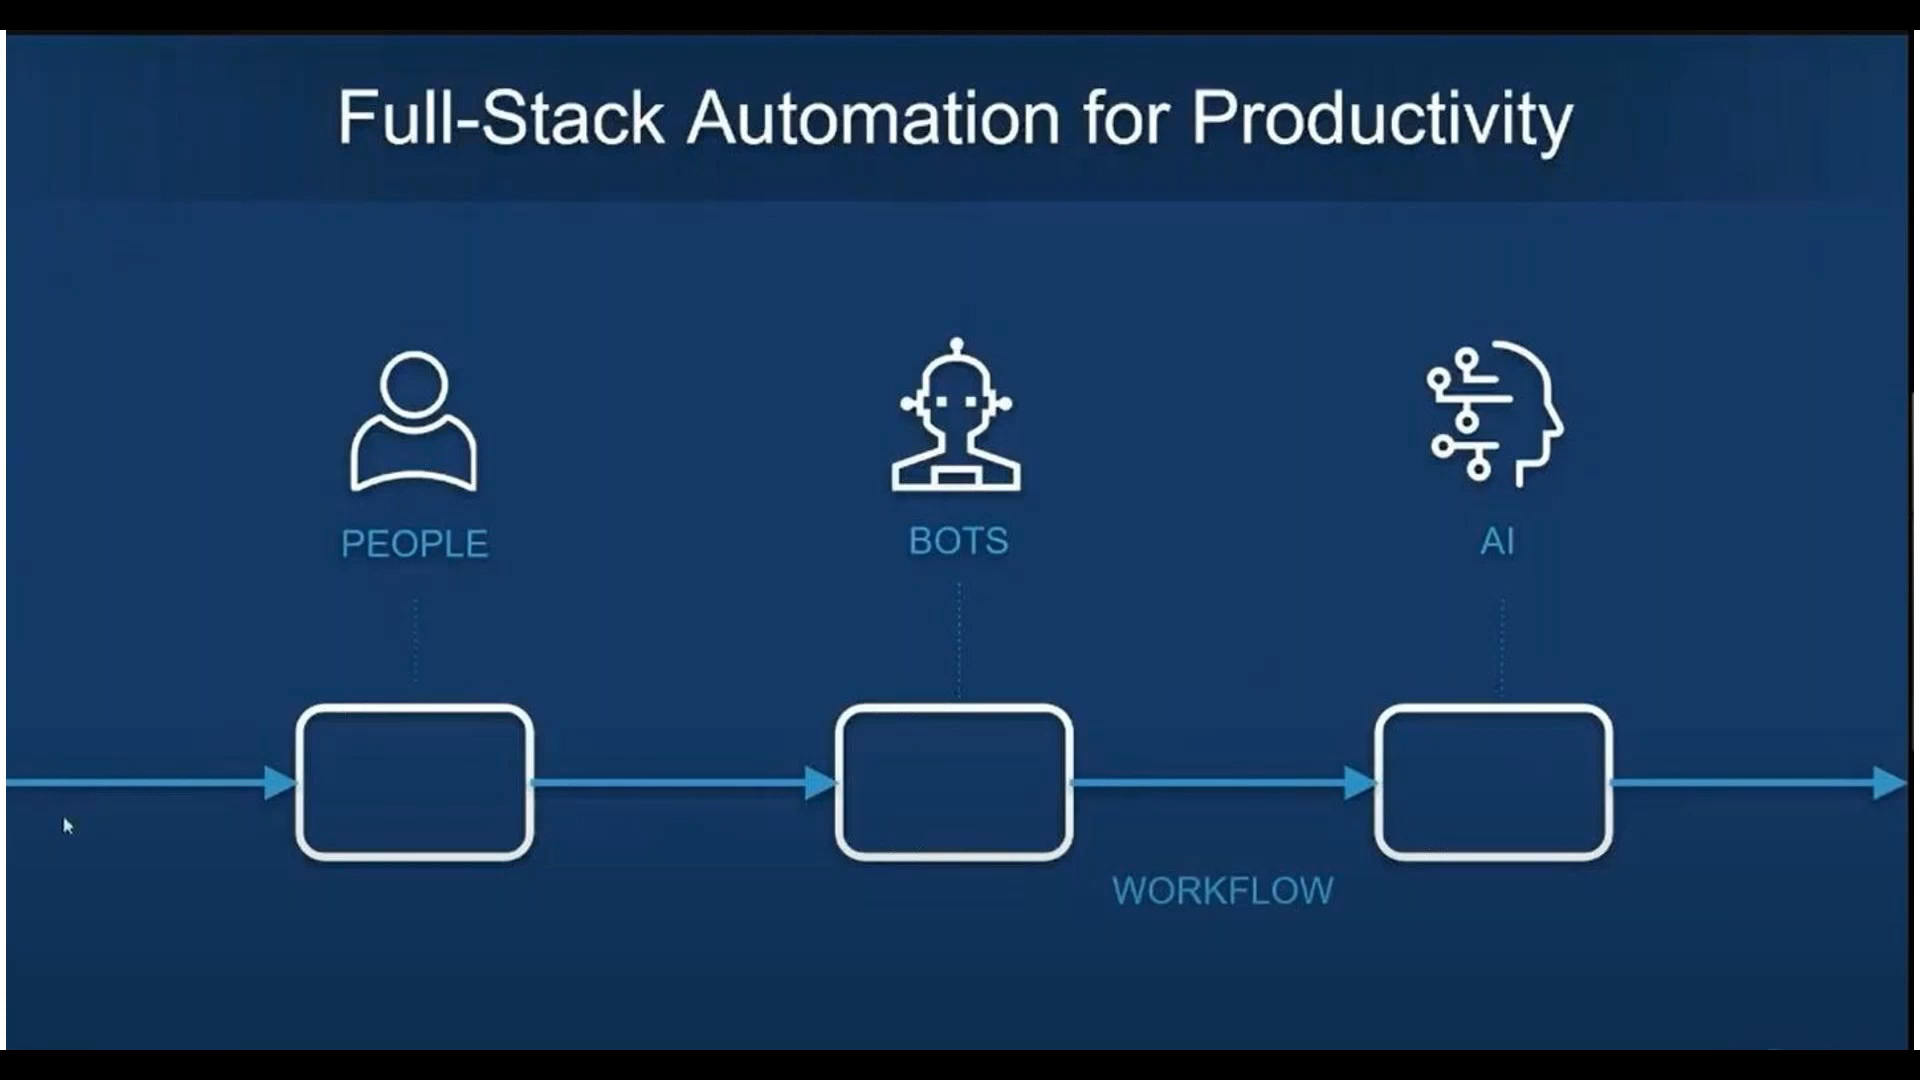 Full-Stack Automation for Productivity
PEOPLE
BOTS
AI
WORKFLOW